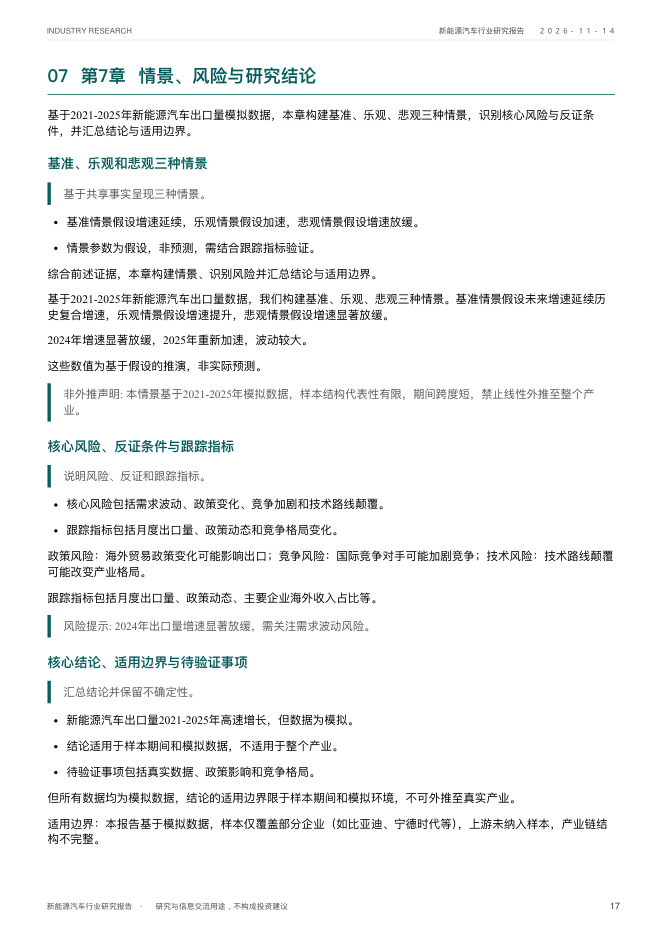 INDUSTRY RESEARCH
新能源汽车行业研究报告 2026-11-14
07 第7章 情景、风险与研究结论
基于2021-2025年新能源汽车出口量模拟数据，本章构建基准、乐观、悲观三种情景，识别核心风险与反证条
件，并汇总结论与适用边界。
基准、乐观和悲观三种情景
基于共享事实呈现三种情景。
• 基准情景假设增速延续，乐观情景假设加速，悲观情景假设增速放缓。
• 情景参数为假设，非预测，需结合跟踪指标验证。
综合前述证据，本章构建情景、识别风险并汇总结论与适用边界。
基于2021-2025年新能源汽车出口量数据，我们构建基准、乐观、悲观三种情景。基准情景假设未来增速延续历
史复合增速，乐观情景假设增速提升，悲观情景假设增速显著放缓。
2024年增速显著放缓，2025年重新加速，波动较大。
这些数值为基于假设的推演，非实际预测。
非外推声明: 本情景基于2021-2025年模拟数据，样本结构代表性有限，期间跨度短，禁止线性外推至整个产
业。
核心风险、反证条件与跟踪指标
说明风险、反证和跟踪指标。
• 核心风险包括需求波动、政策变化、竞争加剧和技术路线颠覆。
• 跟踪指标包括月度出口量、政策动态和竞争格局变化。
政策风险：海外贸易政策变化可能影响出口；竞争风险：国际竞争对手可能加剧竞争；技术风险：技术路线颠覆
可能改变产业格局。
跟踪指标包括月度出口量、政策动态、主要企业海外收入占比等。
风险提示: 2024年出口量增速显著放缓，需关注需求波动风险。
核心结论、适用边界与待验证事项
汇总结论并保留不确定性。
• 新能源汽车出口量2021-2025年高速增长，但数据为模拟。
• 结论适用于样本期间和模拟数据，不适用于整个产业。
• 待验证事项包括真实数据、政策影响和竞争格局。
但所有数据均为模拟数据，结论的适用边界限于样本期间和模拟环境，不可外推至真实产业。
适用边界：本报告基于模拟数据，样本仅覆盖部分企业（如比亚迪、宁德时代等），上游未纳入样本，产业链结
构不完整。
新能源汽车行业研究报告 · 研究与信息交流用途，不构成投资建议
17